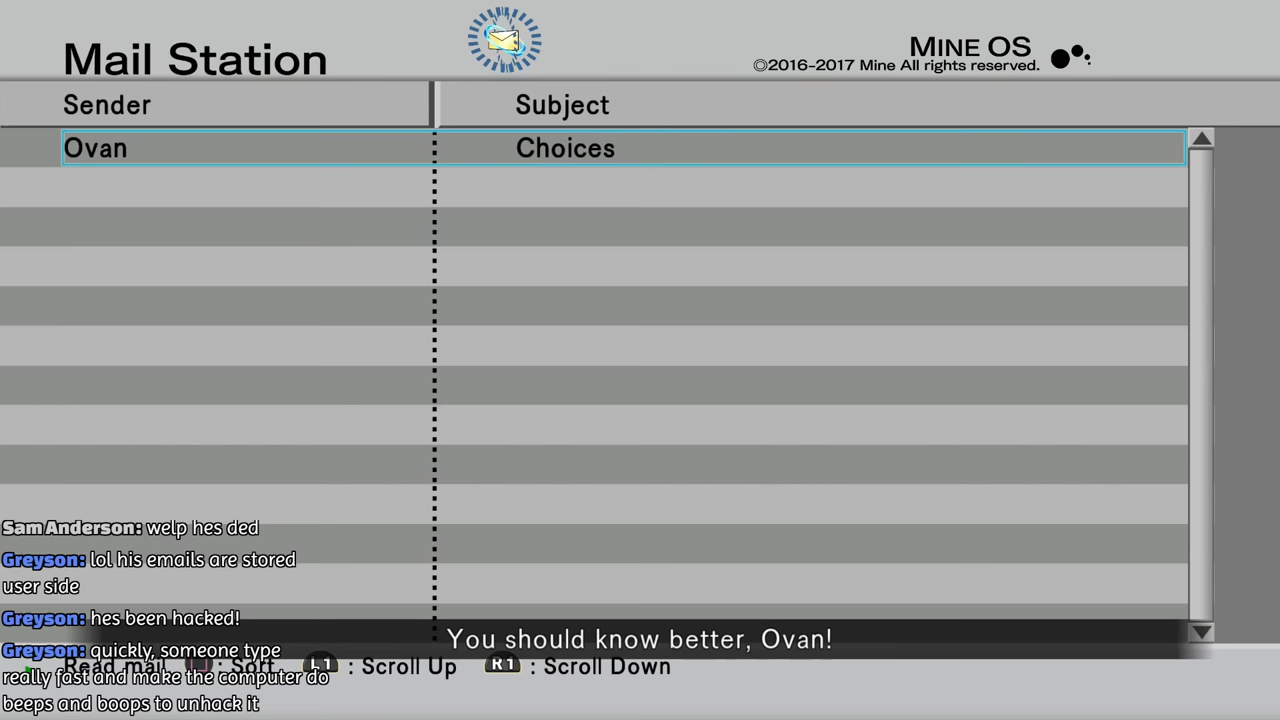 Mail Station
MINE OS
©2016-2017 Mine All rights reserved.
Sender Subject
Ovan Choices
Sam Anderson: welp hes ded
Greyson: lol his emails are stored
user side
Greyson: hes been hacked!
You should know better, Ovan!
Greyson: quickly, someone type
Read mail : Sort L1 : Scroll Up R1 : Scroll Down
really fast and make the computer do
beeps and boops to unhack it